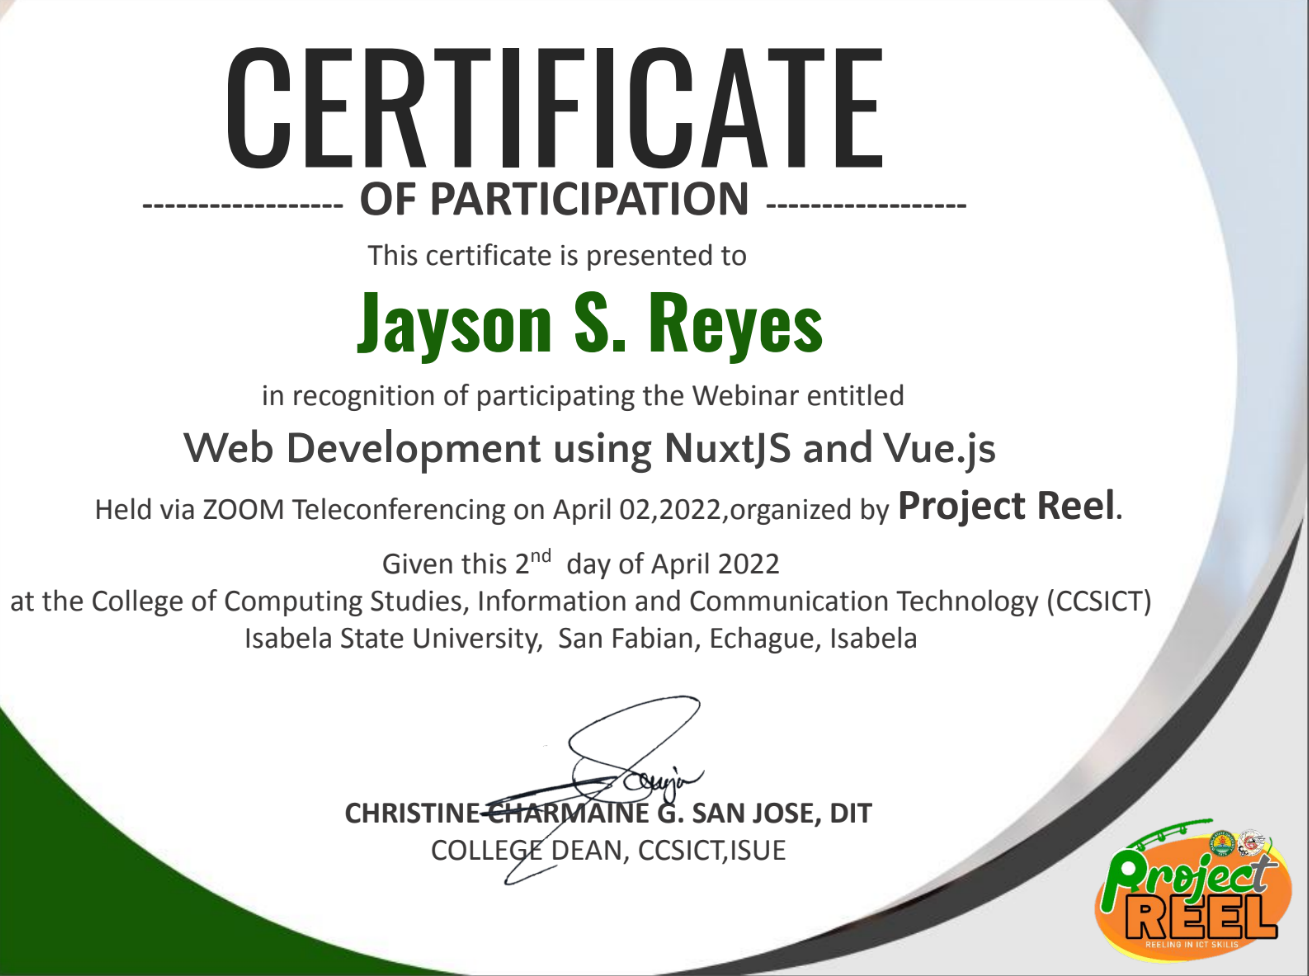 CERTIFICATE
------------------ OF PARTICIPATION ------------------
This certificate is presented to
Jayson S. Reyes
in recognition of participating the Webinar entitled
Web Development using NuxtJS and Vue.js
Held via ZOOM Teleconferencing on April 02,2022,organized by Project Reel.
Given this 2nd day of April 2022
at the College of Computing Studies, Information and Communication Technology (CCSICT)
Isabela State University, San Fabian, Echague, Isabela
CHRISTINE CHARMAINE G. SAN JOSE, DIT
COLLEGE DEAN, CCSICT,ISUE
Project
REEL
REELING IN ICT SKILLS